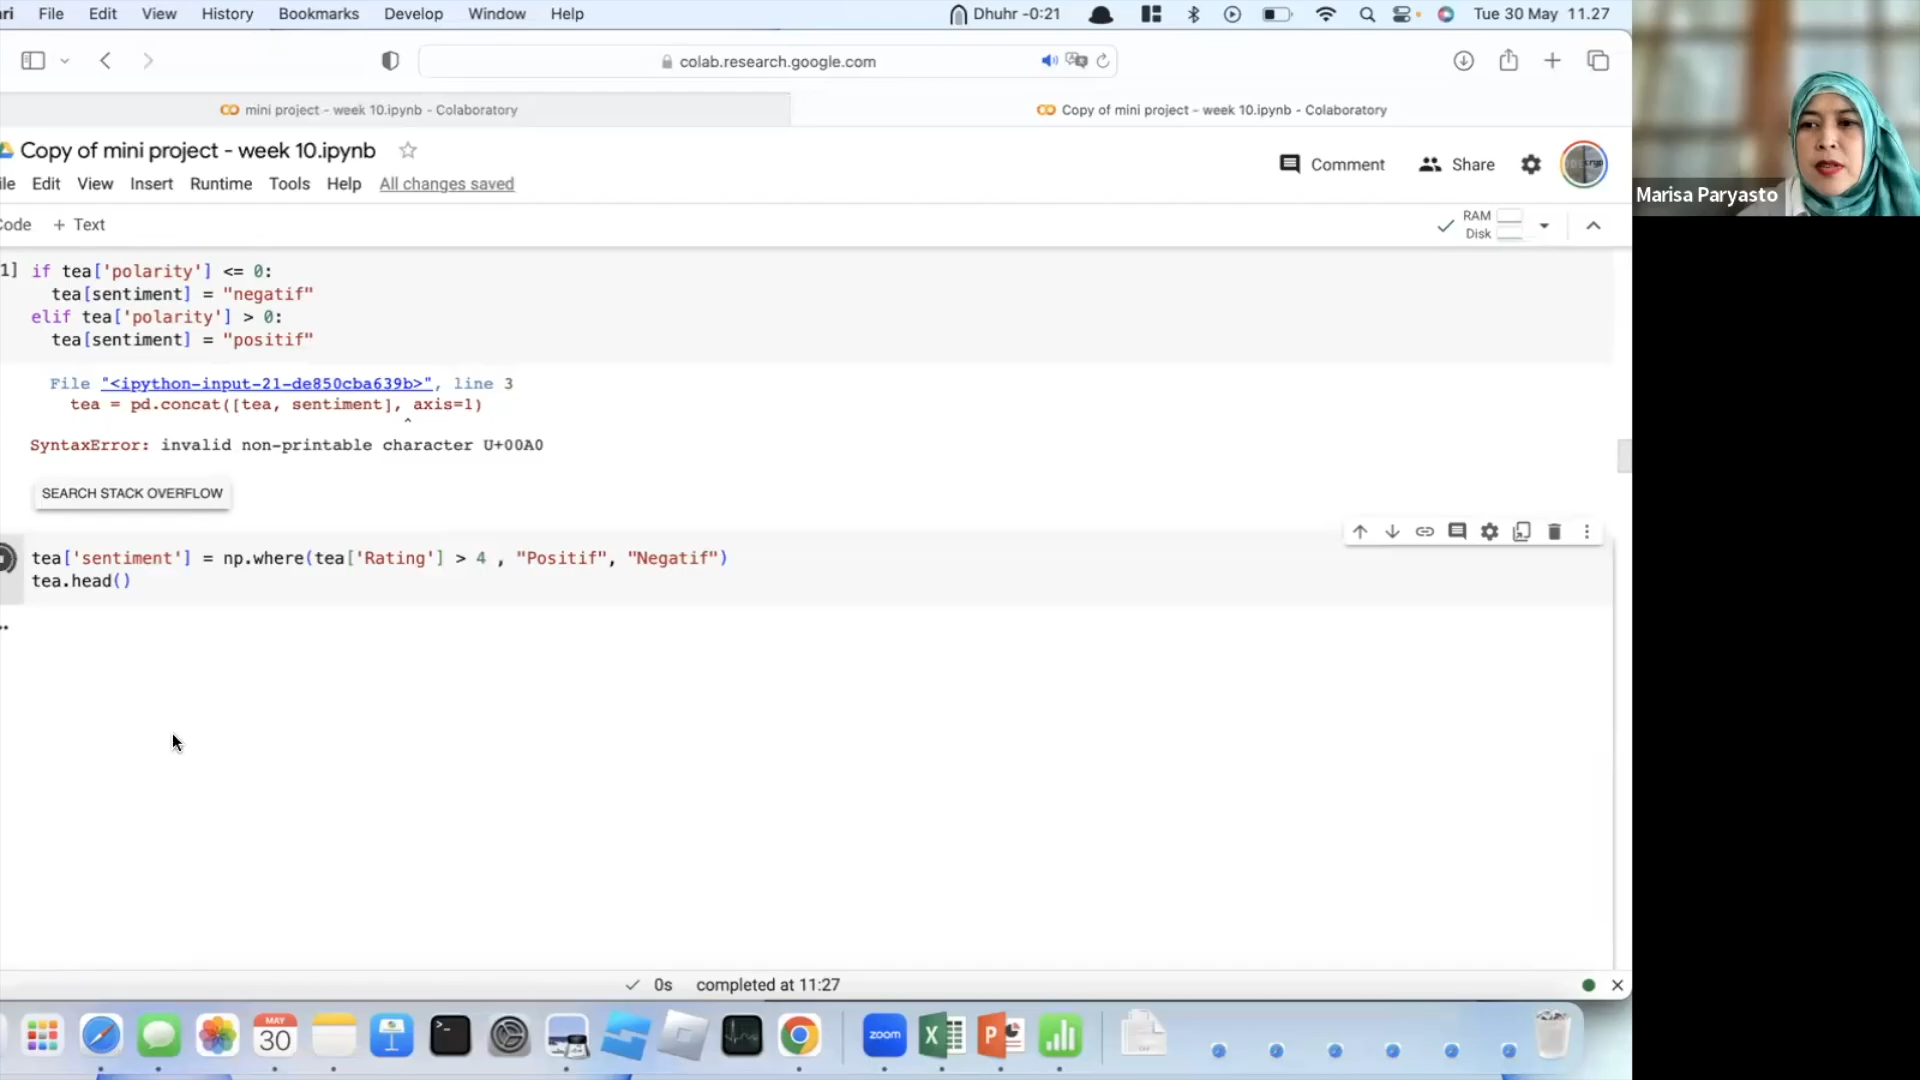 ri File Edit View History Bookmarks Develop Window Help Dhuhr -0:21 Tue 30 May 11.27
colab.research.google.com
mini project - week 10.ipynb - Colaboratory
Copy of mini project - week 10.ipynb - Colaboratory
Copy of mini project - week 10.ipynb
ile Edit View Insert Runtime Tools Help All changes saved
Comment Share
Marisa Paryasto
Code + Text
RAM
Disk
1] if tea['polarity'] <= 0:
tea[sentiment] = "negatif"
elif tea['polarity'] > 0:
tea[sentiment] = "positif"
File "<ipython-input-21-de850cba639b>", line 3
tea = pd.concat([tea, sentiment], axis=1)
^
SyntaxError: invalid non-printable character U+00A0
SEARCH STACK OVERFLOW
tea['sentiment'] = np.where(tea['Rating'] > 4 , "Positif", "Negatif")
tea.head()
0s completed at 11:27
MAY
30
zoom